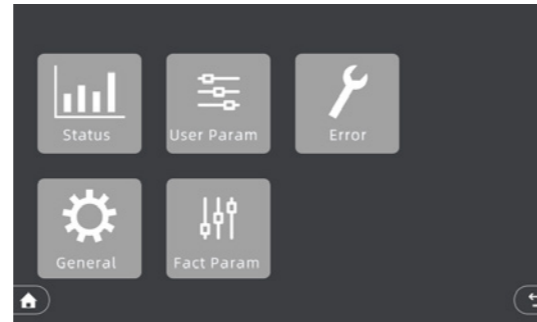 Status
User Param
Error
General
Fact Param